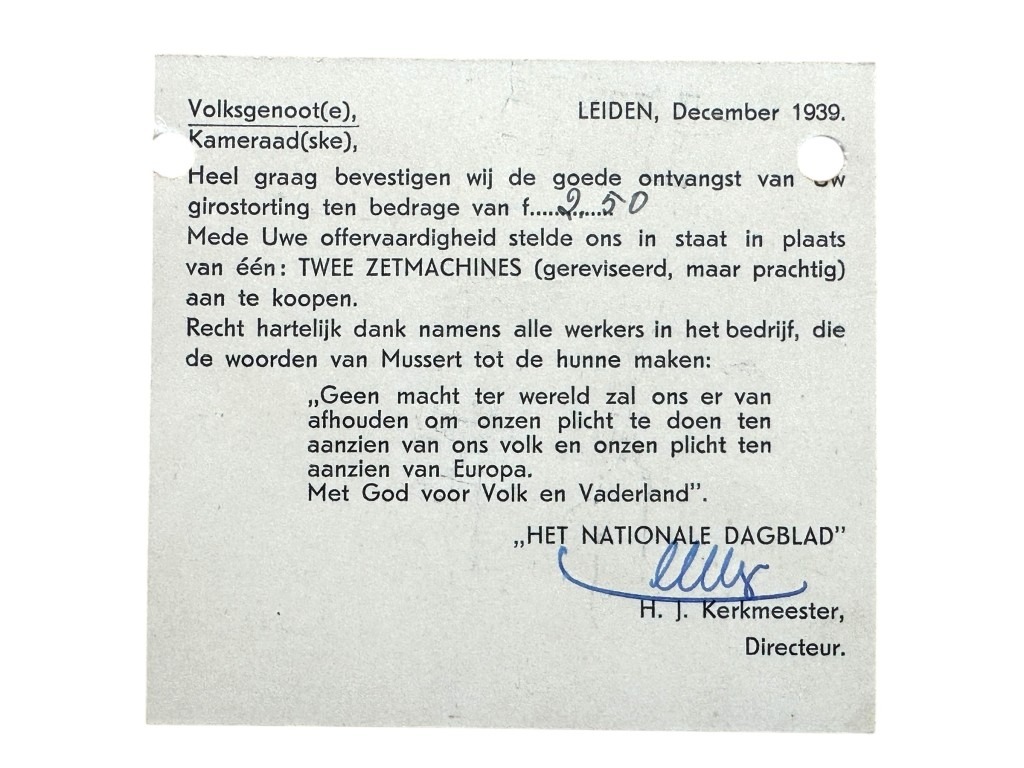 Volksgenoot(e), LEIDEN, December 1939.
Kameraad(ske),
Heel graag bevestigen wij de goede ontvangst van Uw
girostorting ten bedrage van f.....2,.....50
Mede Uwe offervaardigheid stelde ons in staat in plaats
van één: TWEE ZETMACHINES (gereviseerd, maar prachtig)
aan te koopen.
Recht hartelijk dank namens alle werkers in het bedrijf, die
de woorden van Mussert tot de hunne maken:
„Geen macht ter wereld zal ons er van
afhouden om onzen plicht te doen ten
aanzien van ons volk en onzen plicht ten
aanzien van Europa.
Met God voor Volk en Vaderland”.
„HET NATIONALE DAGBLAD”
H. J. Kerkmeester,
Directeur.